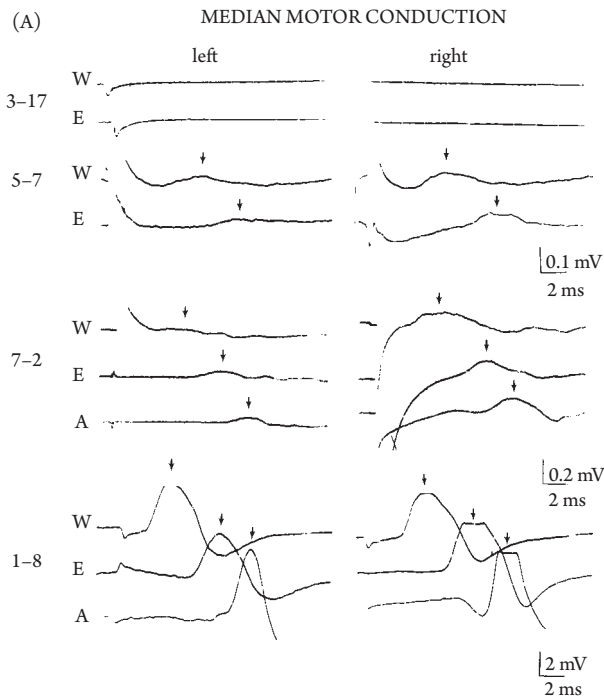 (A)
MEDIAN MOTOR CONDUCTION
left right
W
3–17
E
W
5–7
E
0.1 mV
2 ms
W
7–2
E
A
0.2 mV
2 ms
W
1–8
E
A
2 mV
2 ms